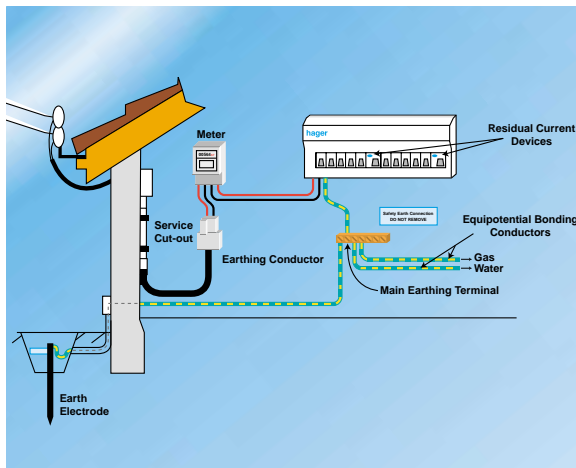 hager
Residual Current
Devices
Meter
00004
Safety Earth Connection
DO NOT REMOVE
Equipotential Bonding
Conductors
Service
Cut-out
Earthing Conductor
Gas
Water
Main Earthing Terminal
Earth
Electrode